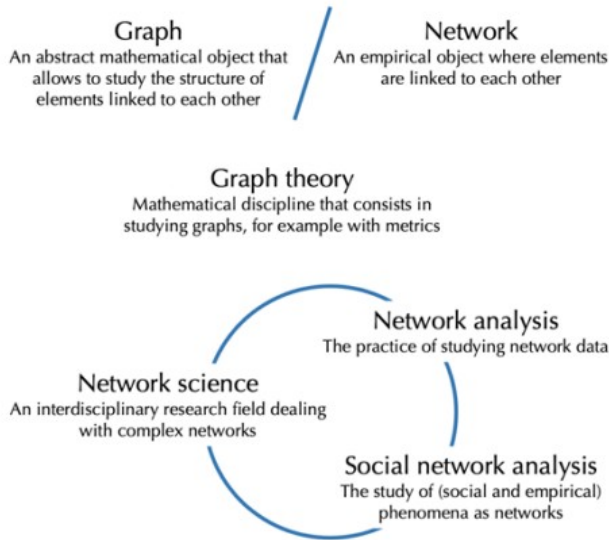 Graph
An abstract mathematical object that
allows to study the structure of
elements linked to each other
Network
An empirical object where elements
are linked to each other
Graph theory
Mathematical discipline that consists in
studying graphs, for example with metrics
Network analysis
The practice of studying network data
Network science
An interdisciplinary research field dealing
with complex networks
Social network analysis
The study of (social and empirical)
phenomena as networks